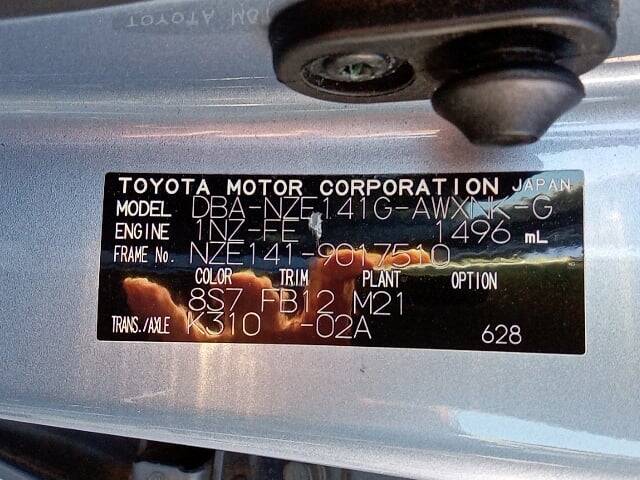 TOYOTA MOTOR CORPORATION JAPAN
MODEL DBA-NZE141G-AWXNK-G
ENGINE 1NZ-FE 1496 mL
FRAME No. NZE141-9017510
COLOR TRIM PLANT OPTION
8S7 FB12 M21
TRANS./AXLE K310 -02A 628